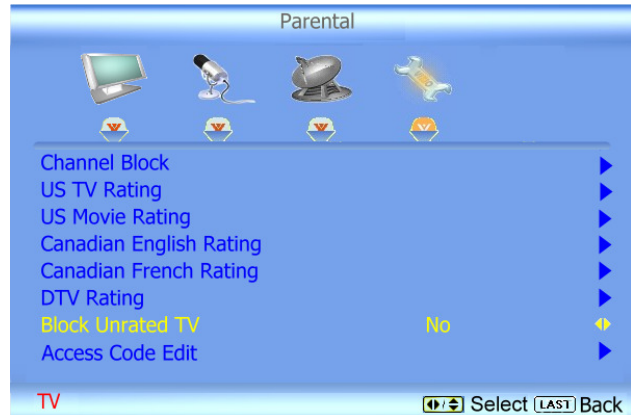 Parental
Channel Block
US TV Rating
US Movie Rating
Canadian English Rating
Canadian French Rating
DTV Rating
Block Unrated TV No
Access Code Edit
TV Select LAST Back